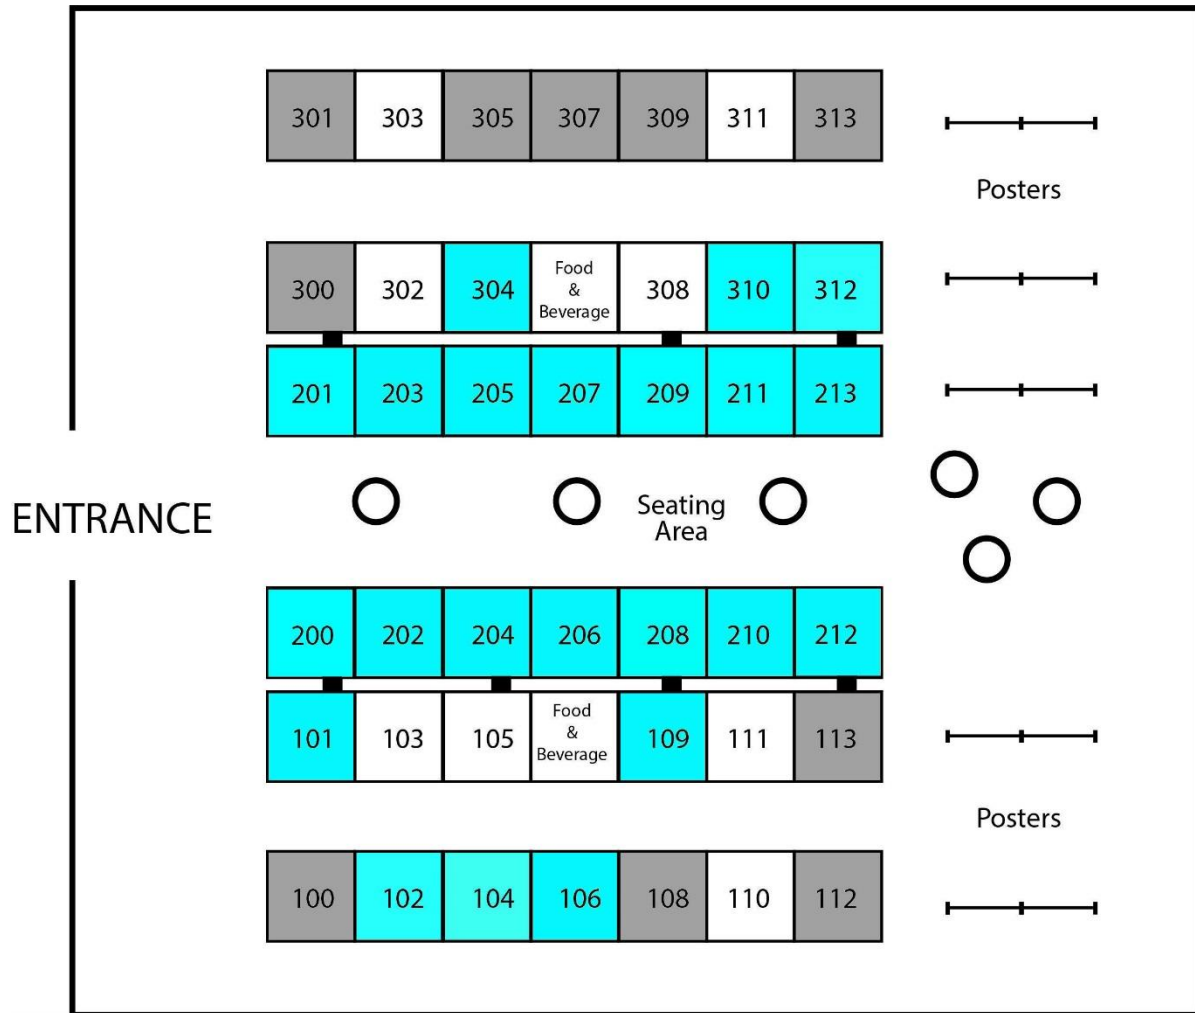 301 303 305 307 309 311 313
Posters
300 302 304 Food & Beverage 308 310 312
201 203 205 207 209 211 213
ENTRANCE
Seating
Area
200 202 204 206 208 210 212
101 103 105 Food & Beverage 109 111 113
Posters
100 102 104 106 108 110 112